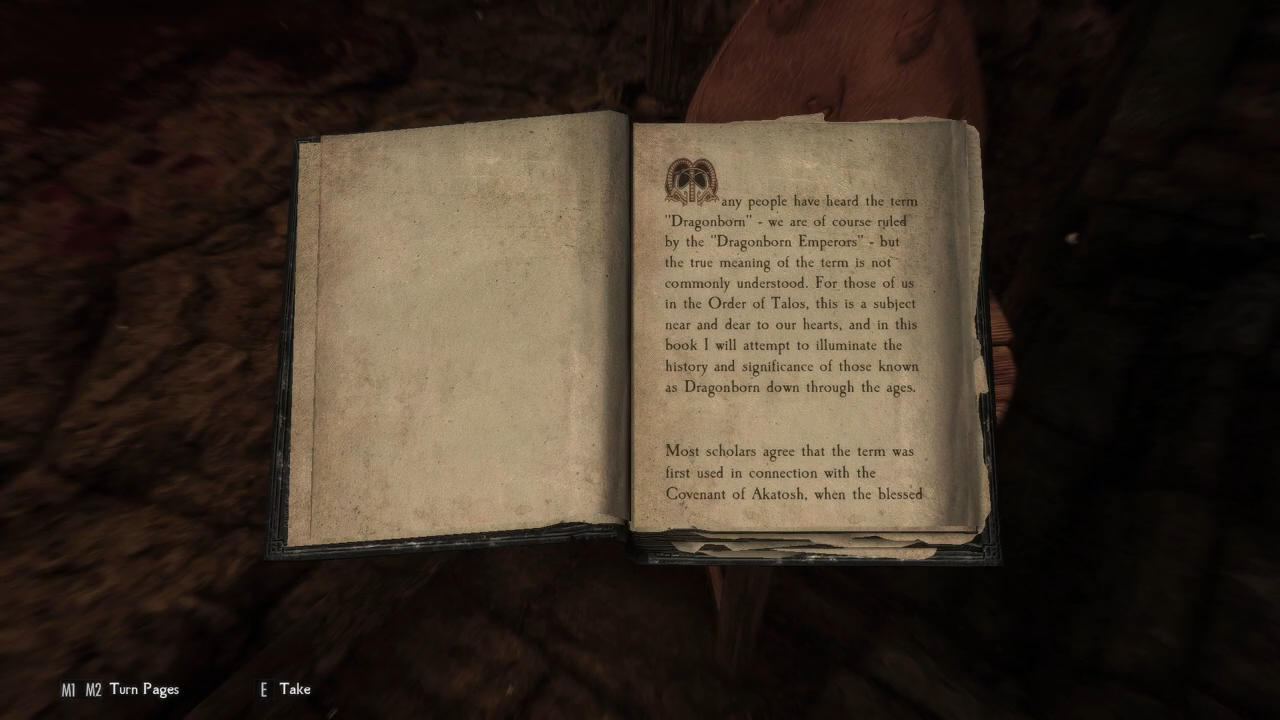 Many people have heard the term
"Dragonborn" - we are of course ruled
by the "Dragonborn Emperors" - but
the true meaning of the term is not
commonly understood. For those of us
in the Order of Talos, this is a subject
near and dear to our hearts, and in this
book I will attempt to illuminate the
history and significance of those known
as Dragonborn down through the ages.
Most scholars agree that the term was
first used in connection with the
Covenant of Akatosh, when the blessed
M1 M2 Turn Pages
E Take